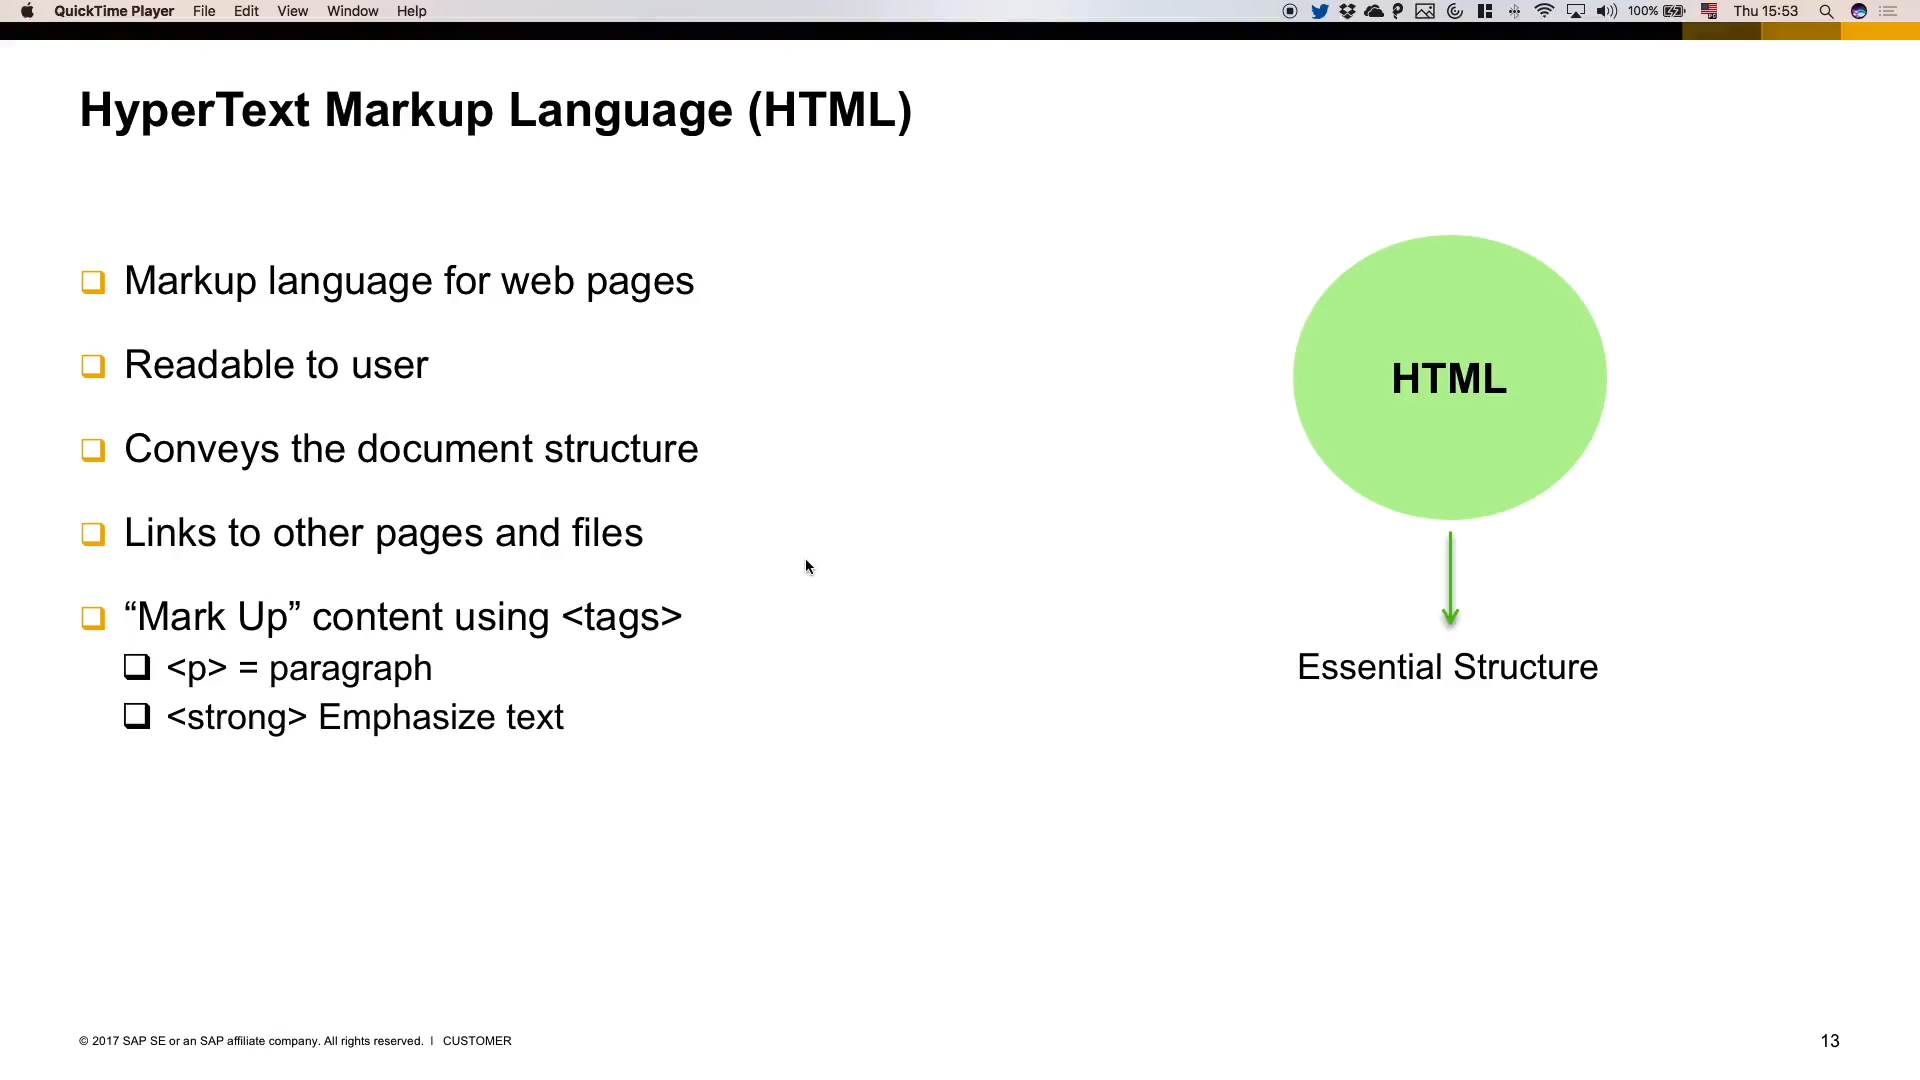 QuickTime Player File Edit View Window Help 100% Thu 15:53
HyperText Markup Language (HTML)
Markup language for web pages
Readable to user
Conveys the document structure
Links to other pages and files
“Mark Up” content using <tags>
<p> = paragraph
<strong> Emphasize text
HTML
Essential Structure
© 2017 SAP SE or an SAP affiliate company. All rights reserved. | CUSTOMER
13